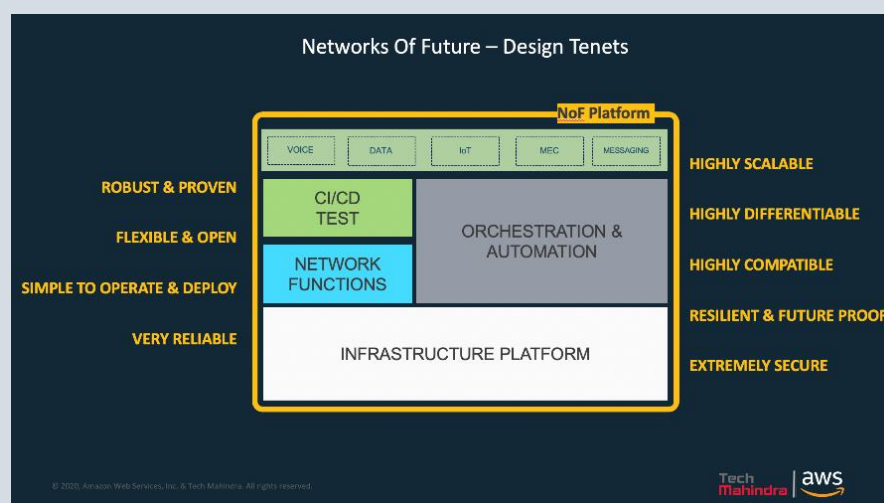 Networks Of Future – Design Tenets
NoF Platform
VOICE
DATA
IoT
MEC
MESSAGING
ROBUST & PROVEN
FLEXIBLE & OPEN
SIMPLE TO OPERATE & DEPLOY
VERY RELIABLE
CI/CD
TEST
NETWORK
FUNCTIONS
ORCHESTRATION &
AUTOMATION
INFRASTRUCTURE PLATFORM
HIGHLY SCALABLE
HIGHLY DIFFERENTIABLE
HIGHLY COMPATIBLE
RESILIENT & FUTURE PROOF
EXTREMELY SECURE
© 2020, Amazon Web Services, Inc. & Tech Mahindra. All rights reserved.
Tech
Mahindra
aws